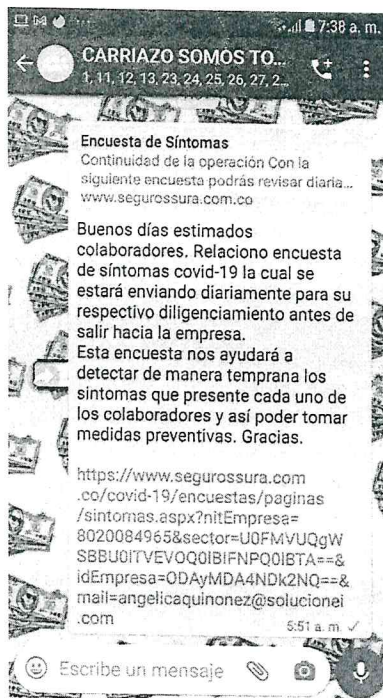 7:38 a. m.
CARRIAZO SOMOS TO...
1, 11, 12, 13, 23, 24, 25, 26, 27, 2...
Encuesta de Síntomas
Continuidad de la operación Con la
siguiente encuesta podrás revisar diaria...
www.segurossura.com.co
Buenos días estimados
colaboradores. Relaciono encuesta
de síntomas covid-19 la cual se
estará enviando diariamente para su
respectivo diligenciamiento antes de
salir hacia la empresa.
Esta encuesta nos ayudará a
detectar de manera temprana los
sintomas que presente cada uno de
los colaboradores y así poder tomar
medidas preventivas. Gracias.
https://www.segurossura.com
.co/covid-19/encuestas/paginas
/sintomas.aspx?nitEmpresa=
8020084965&sector=U0FMVUQgW
SBBU0lTVEVOQ0lBIFNPQ0lBTA==&
idEmpresa=ODAyMDA4NDk2NQ==&
mail=angelicaquinonez@solucionei
.com
5:51 a. m.
Escribe un mensaje